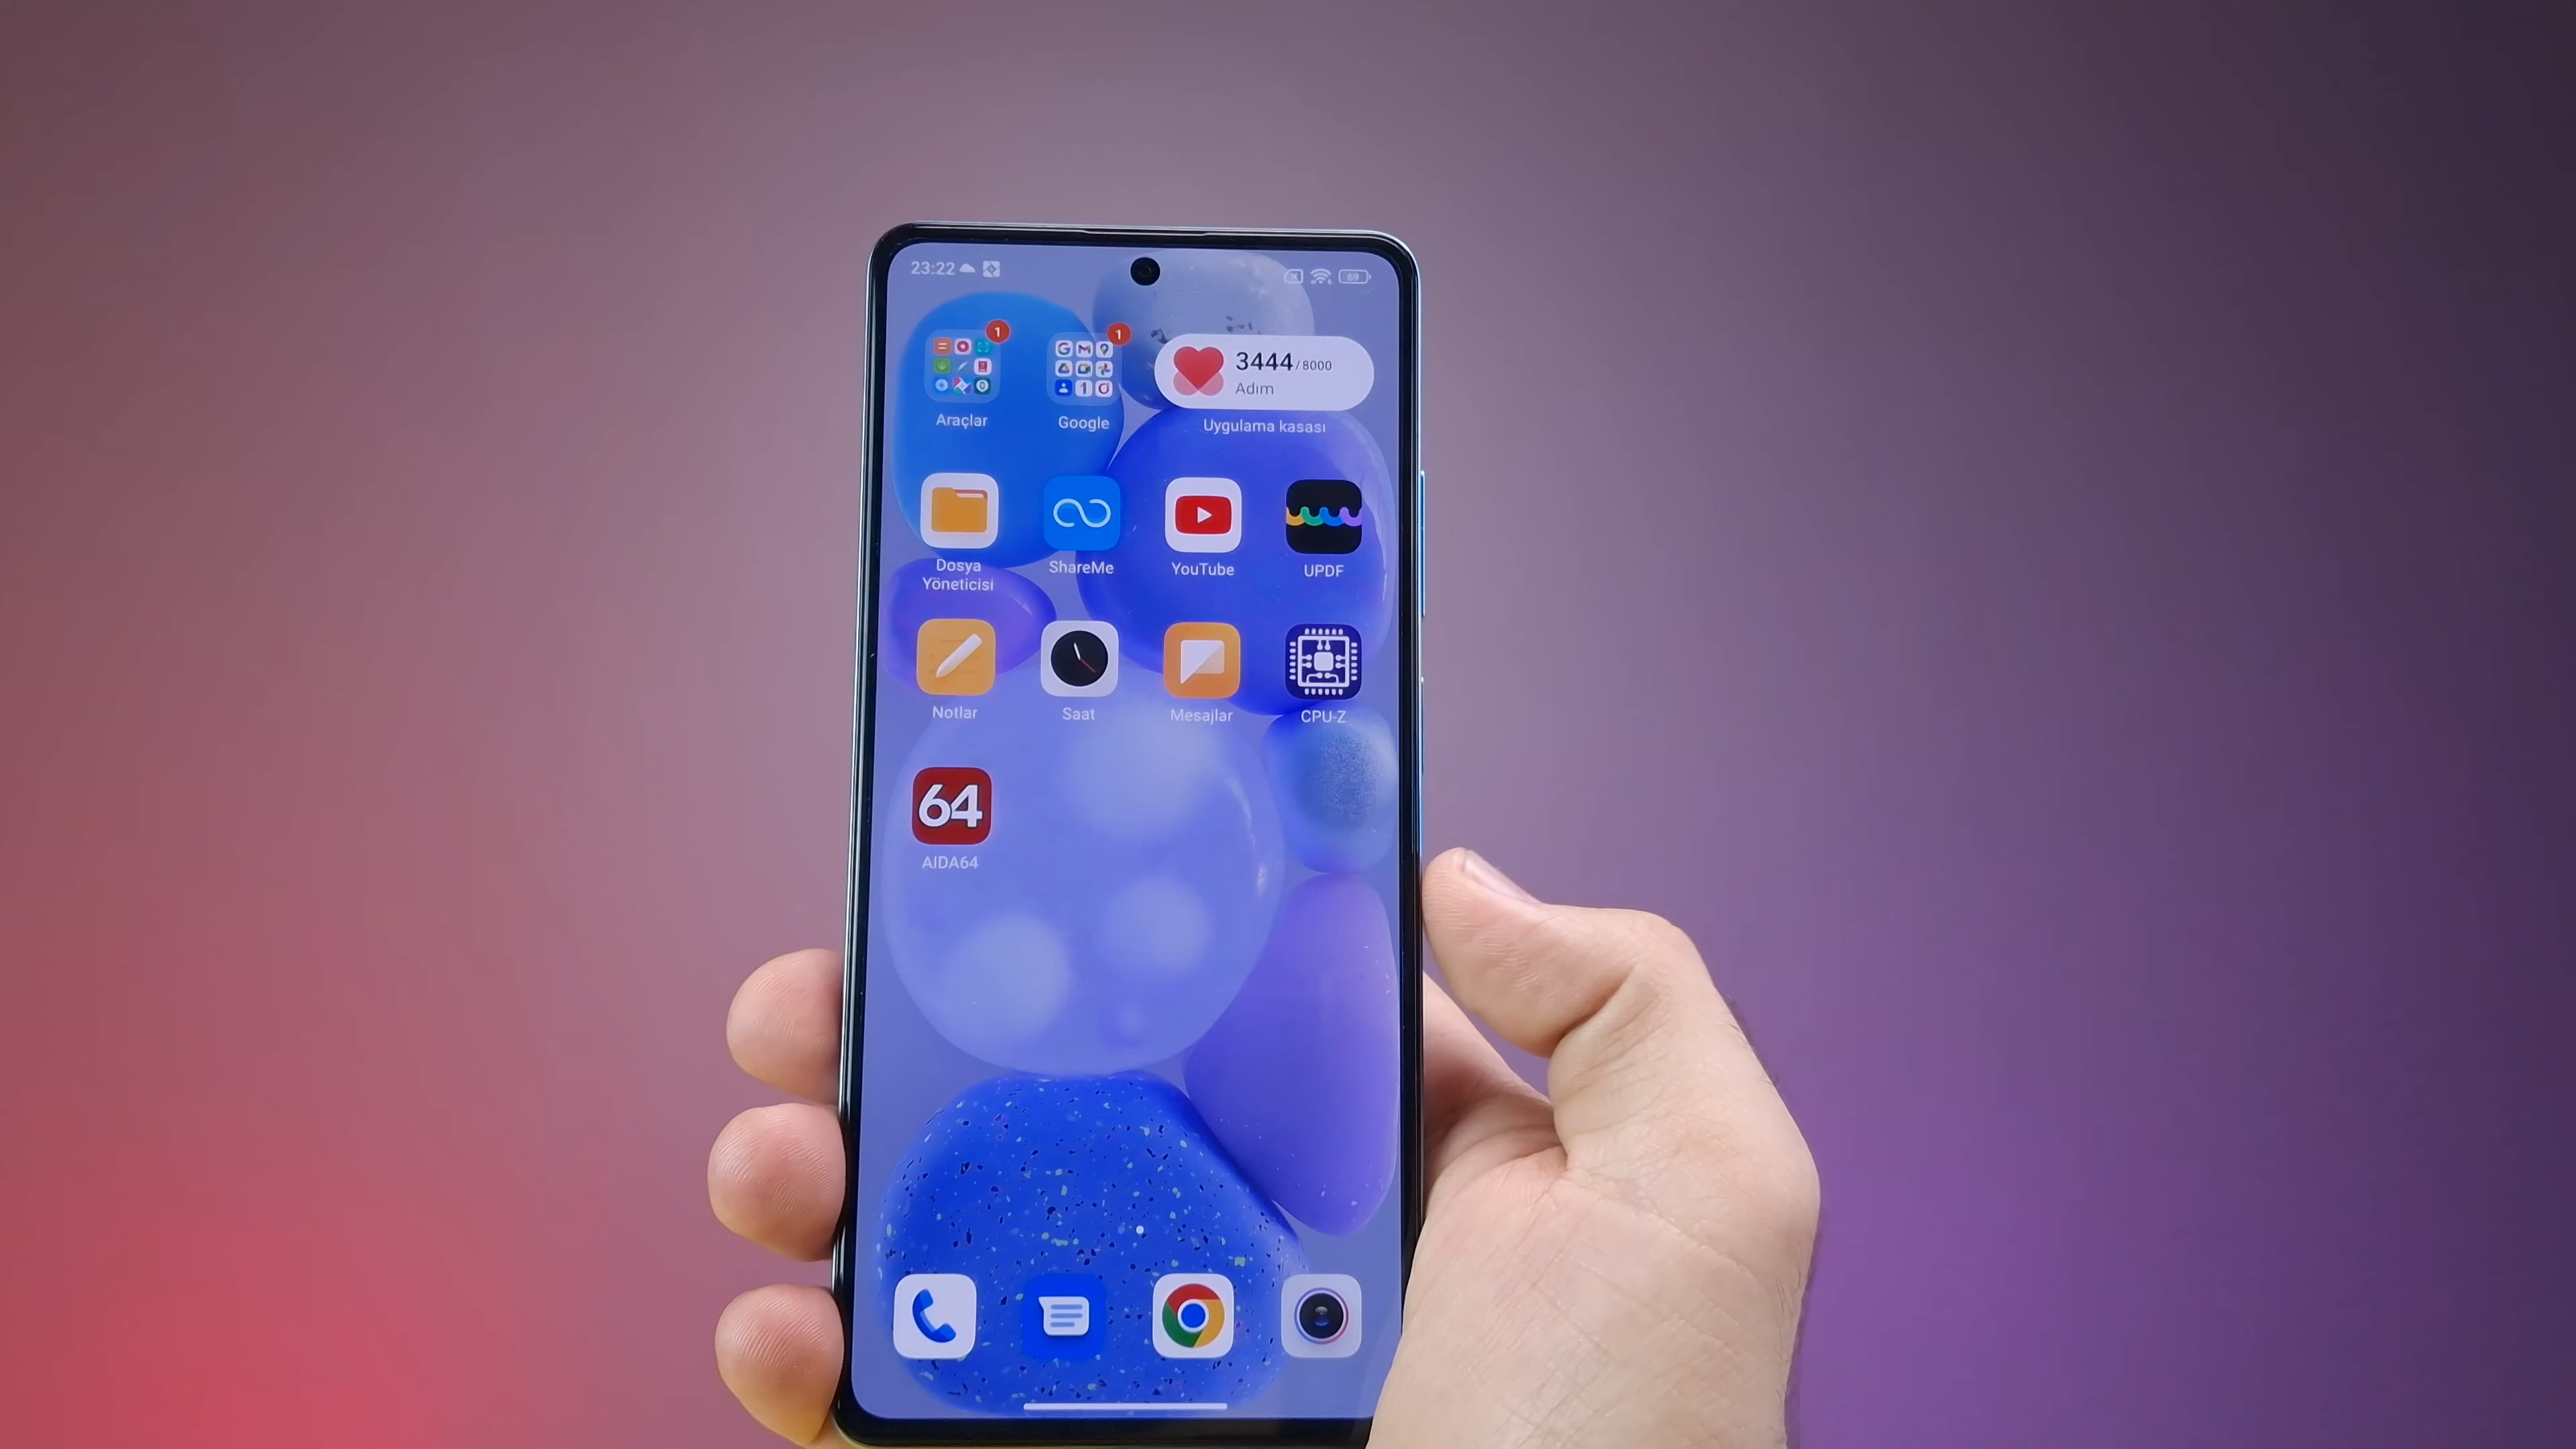 23:22
69
1
1
3444/8000
Adım
Araçlar
Google
Uygulama kasası
Dosya
Yöneticisi
ShareMe
YouTube
UPDF
Notlar
Saat
Mesajlar
CPU-Z
64
AIDA64